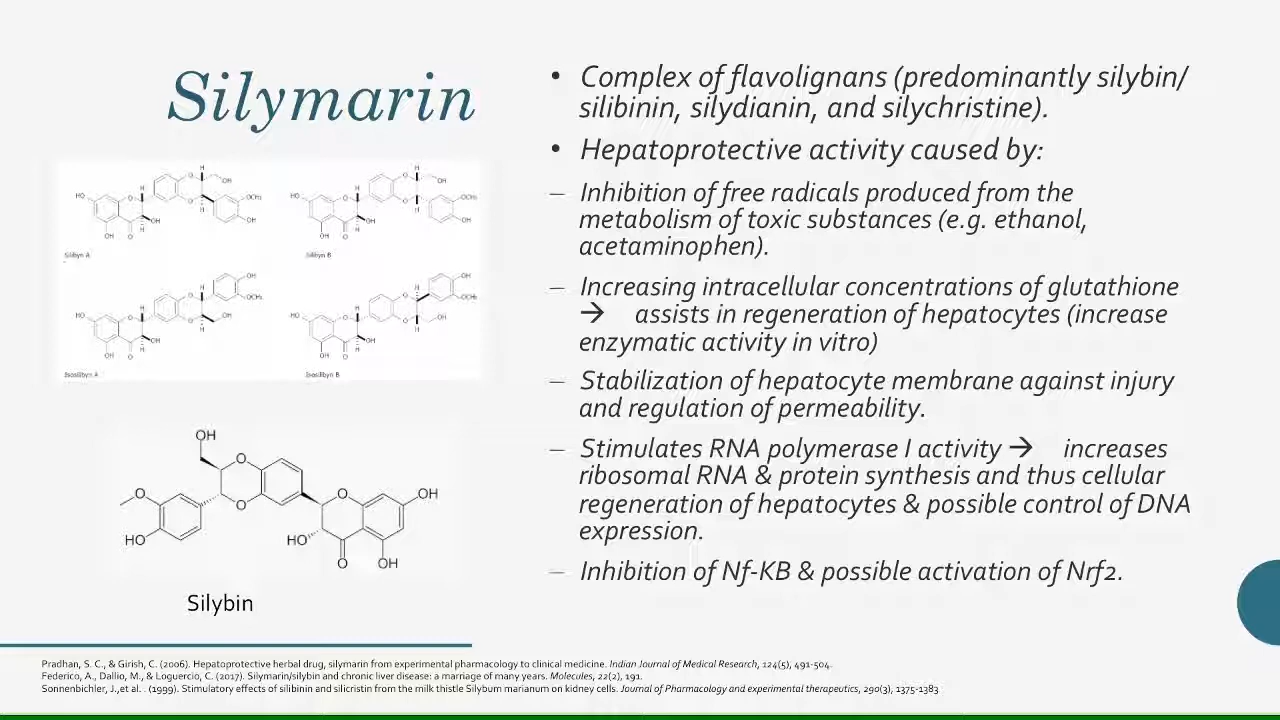 Silymarin
• Complex of flavolignans (predominantly silybin/
silibinin, silydianin, and silychristine).
• Hepatoprotective activity caused by:
– Inhibition of free radicals produced from the
metabolism of toxic substances (e.g. ethanol,
acetaminophen).
– Increasing intracellular concentrations of glutathione
→ assists in regeneration of hepatocytes (increase
enzymatic activity in vitro)
– Stabilization of hepatocyte membrane against injury
and regulation of permeability.
– Stimulates RNA polymerase I activity → increases
ribosomal RNA & protein synthesis and thus cellular
regeneration of hepatocytes & possible control of DNA
expression.
– Inhibition of Nf-KB & possible activation of Nrf2.
Silibyn A
Silibyn B
Isosilibyn A
Isosilibyn B
OH
O
OH
O
O
O
HO
HO
O
OH
Silybin
Pradhan, S. C., & Girish, C. (2006). Hepatoprotective herbal drug, silymarin from experimental pharmacology to clinical medicine. Indian Journal of Medical Research, 124(5), 491-504.
Federico, A., Dallio, M., & Loguercio, C. (2017). Silymarin/silybin and chronic liver disease: a marriage of many years. Molecules, 22(2), 191.
Sonnenbichler, J.,et al. . (1999). Stimulatory effects of silibinin and silicristin from the milk thistle Silybum marianum on kidney cells. Journal of Pharmacology and experimental therapeutics, 290(3), 1375-1383